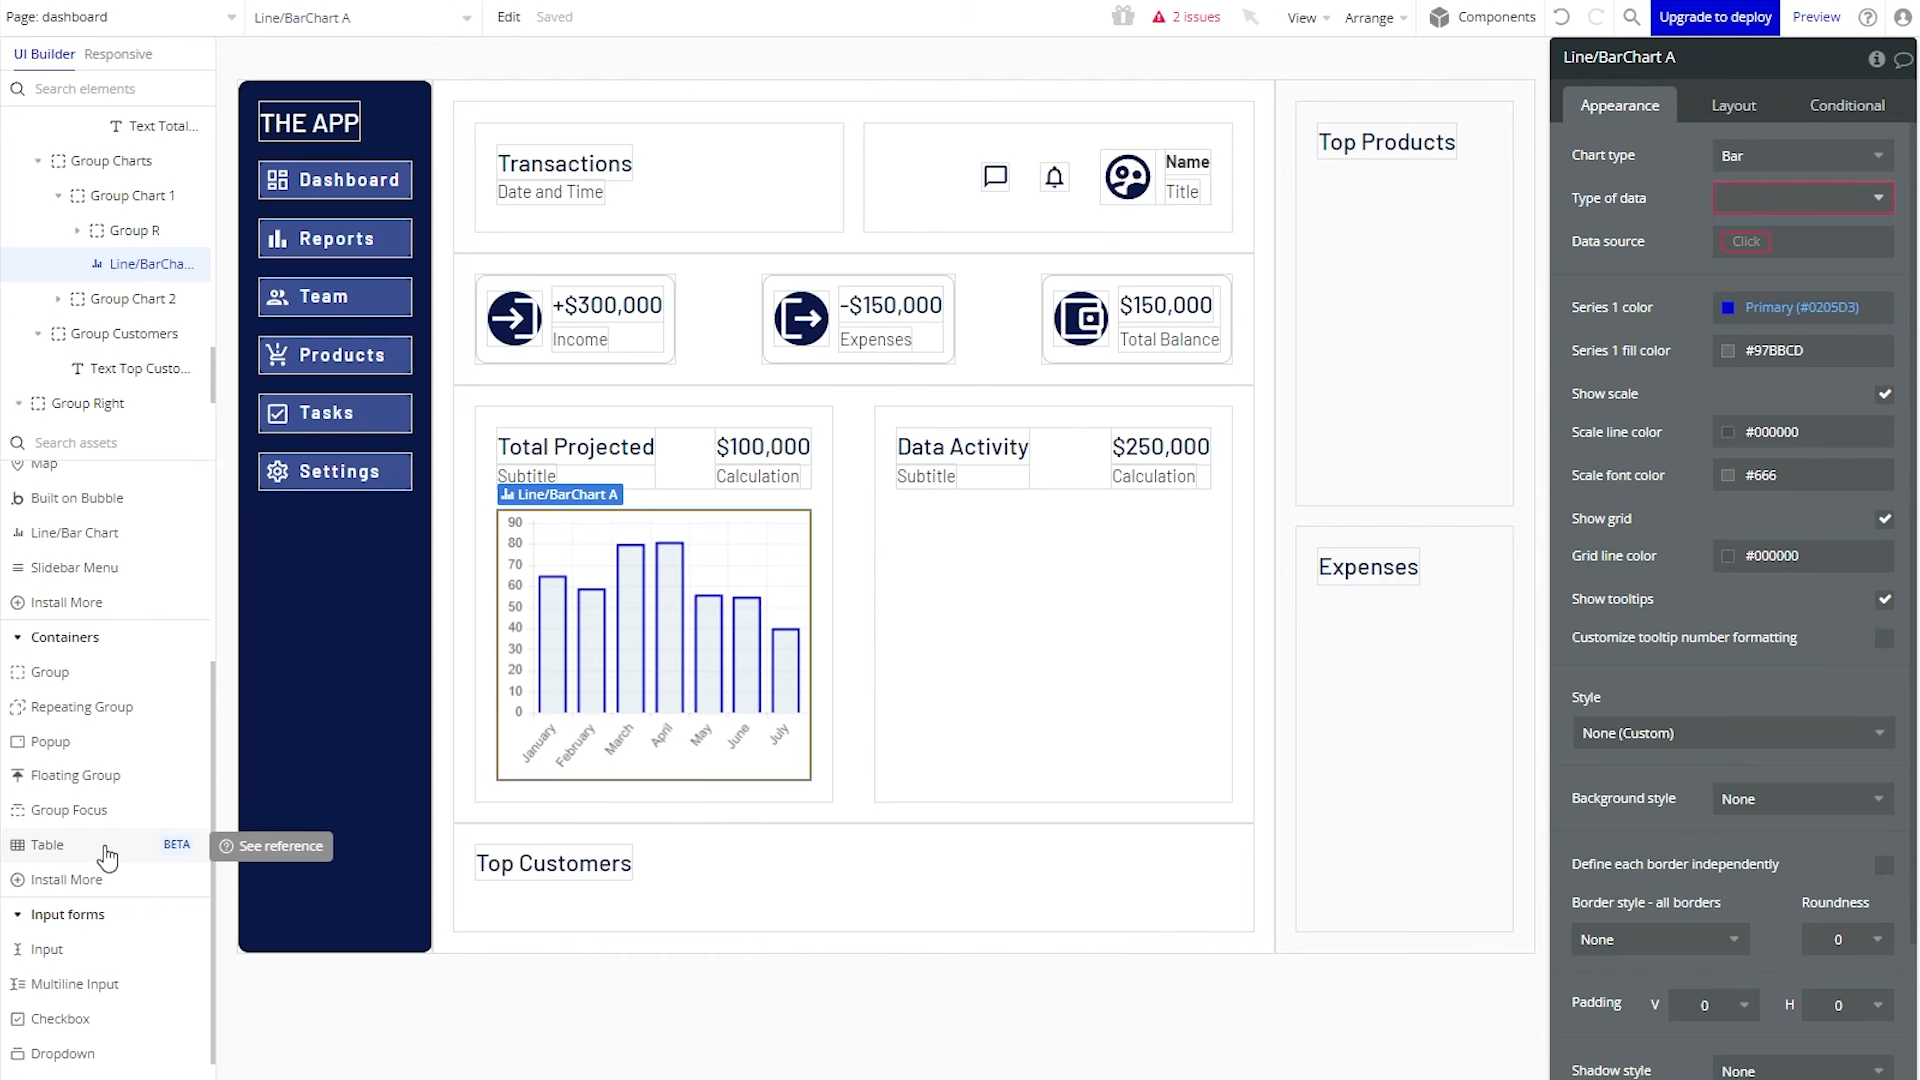 Page: dashboard
Line/BarChart A
Edit
Saved
2 issues
View
Arrange
Components
Upgrade to deploy
Preview
UI Builder
Responsive
Search elements
Text Total...
Group Charts
Group Chart 1
Group R
Line/BarCha...
Group Chart 2
Group Customers
Text Top Custo...
Group Right
Search assets
Map
Built on Bubble
Line/Bar Chart
Slidebar Menu
Install More
Containers
Group
Repeating Group
Popup
Floating Group
Group Focus
Table
BETA
See reference
Install More
Input forms
Input
Multiline Input
Checkbox
Dropdown
THE APP
Dashboard
Reports
Team
Products
Tasks
Settings
Transactions
Date and Time
Name
Title
+$300,000
Income
-$150,000
Expenses
$150,000
Total Balance
Total Projected
Subtitle
$100,000
Calculation
Line/BarChart A
90
80
70
60
50
40
30
20
10
0
January
February
March
April
May
June
July
Data Activity
Subtitle
$250,000
Calculation
Top Customers
Top Products
Expenses
Line/BarChart A
Appearance
Layout
Conditional
Chart type
Bar
Type of data
Data source
Click
Series 1 color
Primary (#0205D3)
Series 1 fill color
#97BBCD
Show scale
Scale line color
#000000
Scale font color
#666
Show grid
Grid line color
#000000
Show tooltips
Customize tooltip number formatting
Style
None (Custom)
Background style
None
Define each border independently
Border style - all borders
Roundness
None
0
Padding
V
0
H
0
Shadow style
None